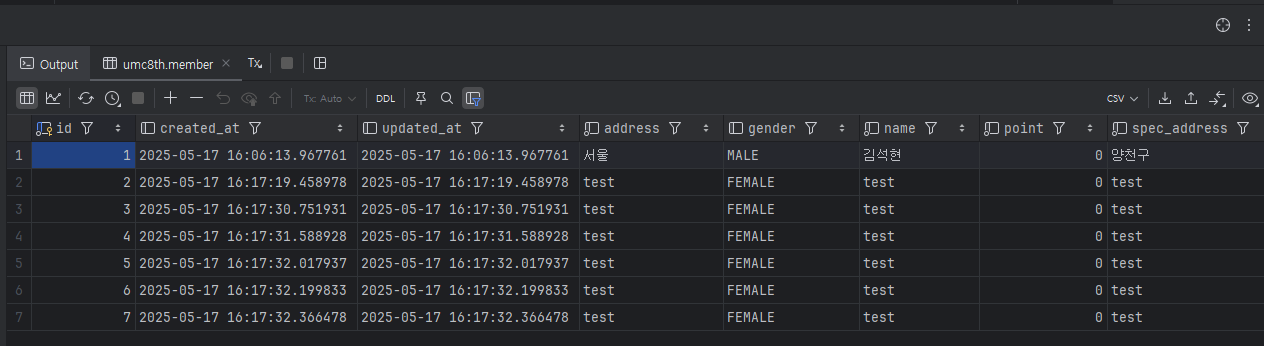 Output umc8th.member × Tx
Tx: Auto DDL CSV
id created_at updated_at address gender name point spec_address
1 1 2025-05-17 16:06:13.967761 2025-05-17 16:06:13.967761 서울 MALE 김석현 0 양천구
2 2 2025-05-17 16:17:19.458978 2025-05-17 16:17:19.458978 test FEMALE test 0 test
3 3 2025-05-17 16:17:30.751931 2025-05-17 16:17:30.751931 test FEMALE test 0 test
4 4 2025-05-17 16:17:31.588928 2025-05-17 16:17:31.588928 test FEMALE test 0 test
5 5 2025-05-17 16:17:32.017937 2025-05-17 16:17:32.017937 test FEMALE test 0 test
6 6 2025-05-17 16:17:32.199833 2025-05-17 16:17:32.199833 test FEMALE test 0 test
7 7 2025-05-17 16:17:32.366478 2025-05-17 16:17:32.366478 test FEMALE test 0 test